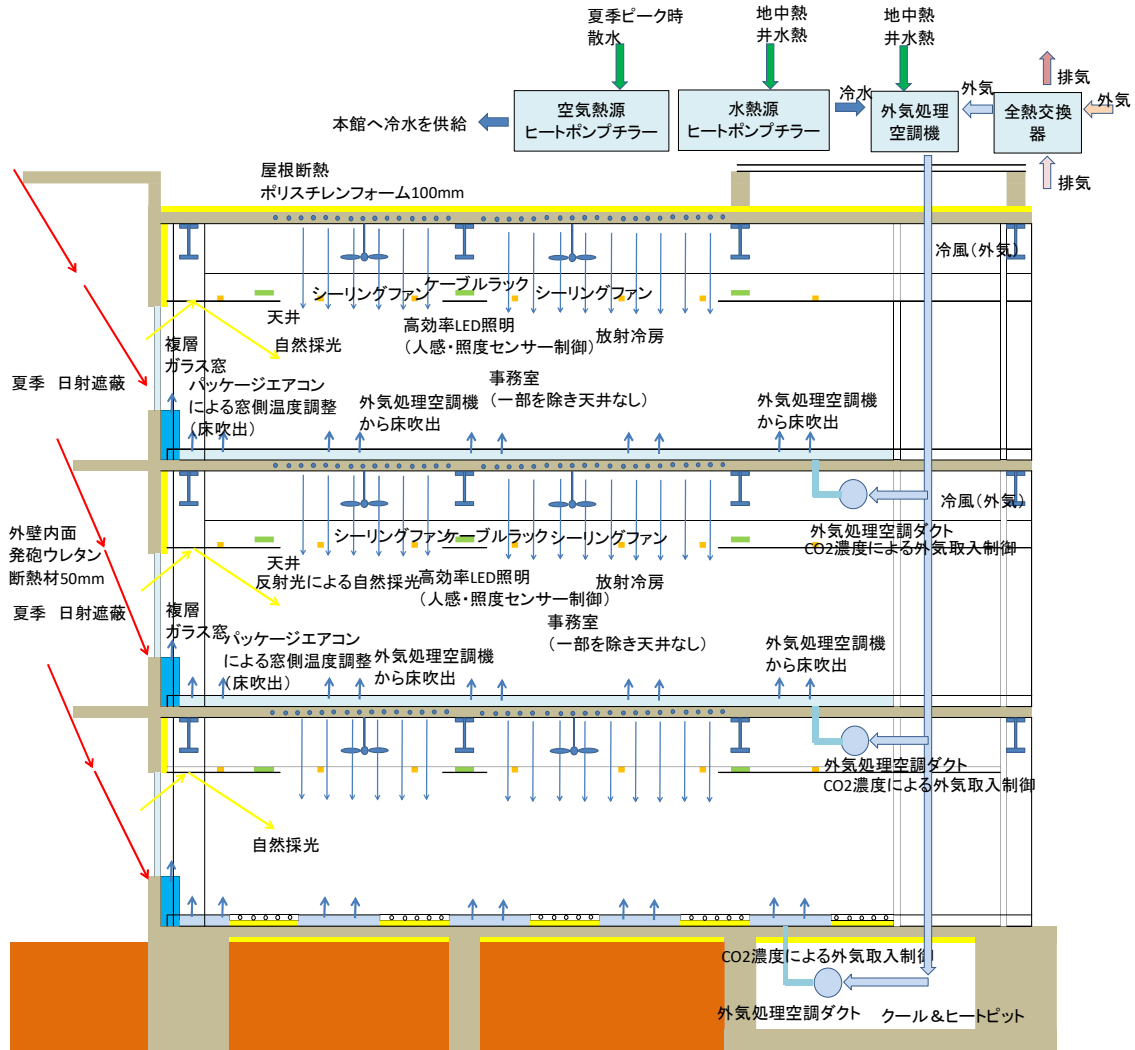 夏季ピーク時
散水
地中熱
井水熱
地中熱
井水熱
排気
外気
外気
冷水
本館へ冷水を供給
空気熱源
ヒートポンプチラー
水熱源
ヒートポンプチラー
外気処理
空調機
全熱交換
器
排気
屋根断熱
ポリスチレンフォーム100mm
冷風(外気)
シーリングファン
ケーブルラック
シーリングファン
天井
自然採光
高効率LED照明
(人感・照度センサー制御)
放射冷房
複層
ガラス窓
夏季 日射遮蔽
パッケージエアコン
による窓側温度調整
(床吹出)
外気処理空調機
から床吹出
事務室
(一部を除き天井なし)
外気処理空調機
から床吹出
冷風(外気)
外気処理空調ダクト
CO2濃度による外気取入制御
外壁内面
発砲ウレタン
断熱材50mm
シーリングファン
ケーブルラック
シーリングファン
天井
反射光による自然採光
高効率LED照明
(人感・照度センサー制御)
放射冷房
夏季 日射遮蔽
複層
ガラス窓
パッケージエアコン
による窓側温度調整
(床吹出)
外気処理空調機
から床吹出
事務室
(一部を除き天井なし)
外気処理空調機
から床吹出
外気処理空調ダクト
CO2濃度による外気取入制御
自然採光
CO2濃度による外気取入制御
外気処理空調ダクト
クール&ヒートピット